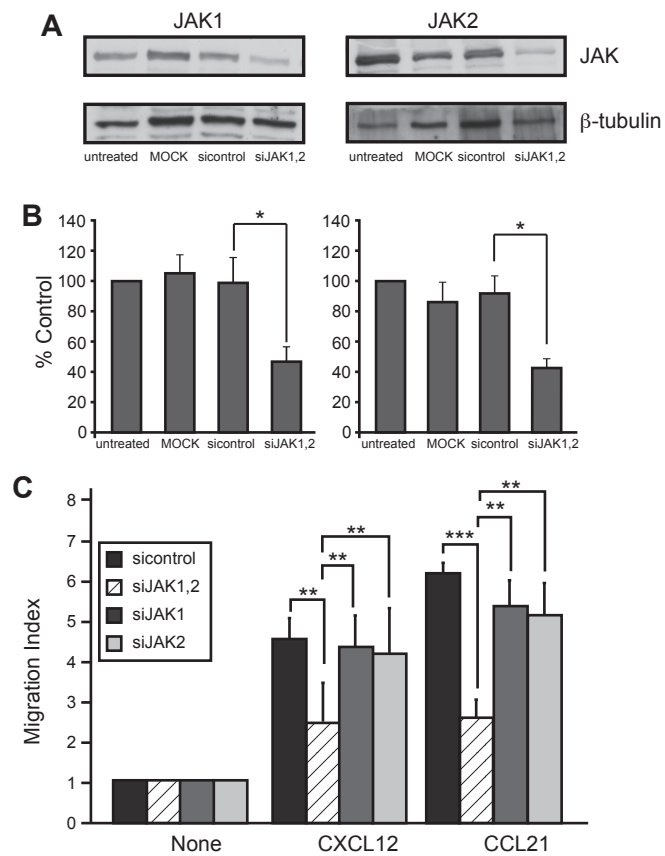 A
JAK1 JAK2
JAK
β-tubulin
untreated MOCK sicontrol siJAK1,2 untreated MOCK sicontrol siJAK1,2
B
% Control
140
120
100
80
60
40
20
0
*
untreated MOCK sicontrol siJAK1,2
140
120
100
80
60
40
20
0
*
untreated MOCK sicontrol siJAK1,2
C
Migration Index
8
7
6
5
4
3
2
1
0
sicontrol
siJAK1,2
siJAK1
siJAK2
** ** **
*** ** **
None CXCL12 CCL21